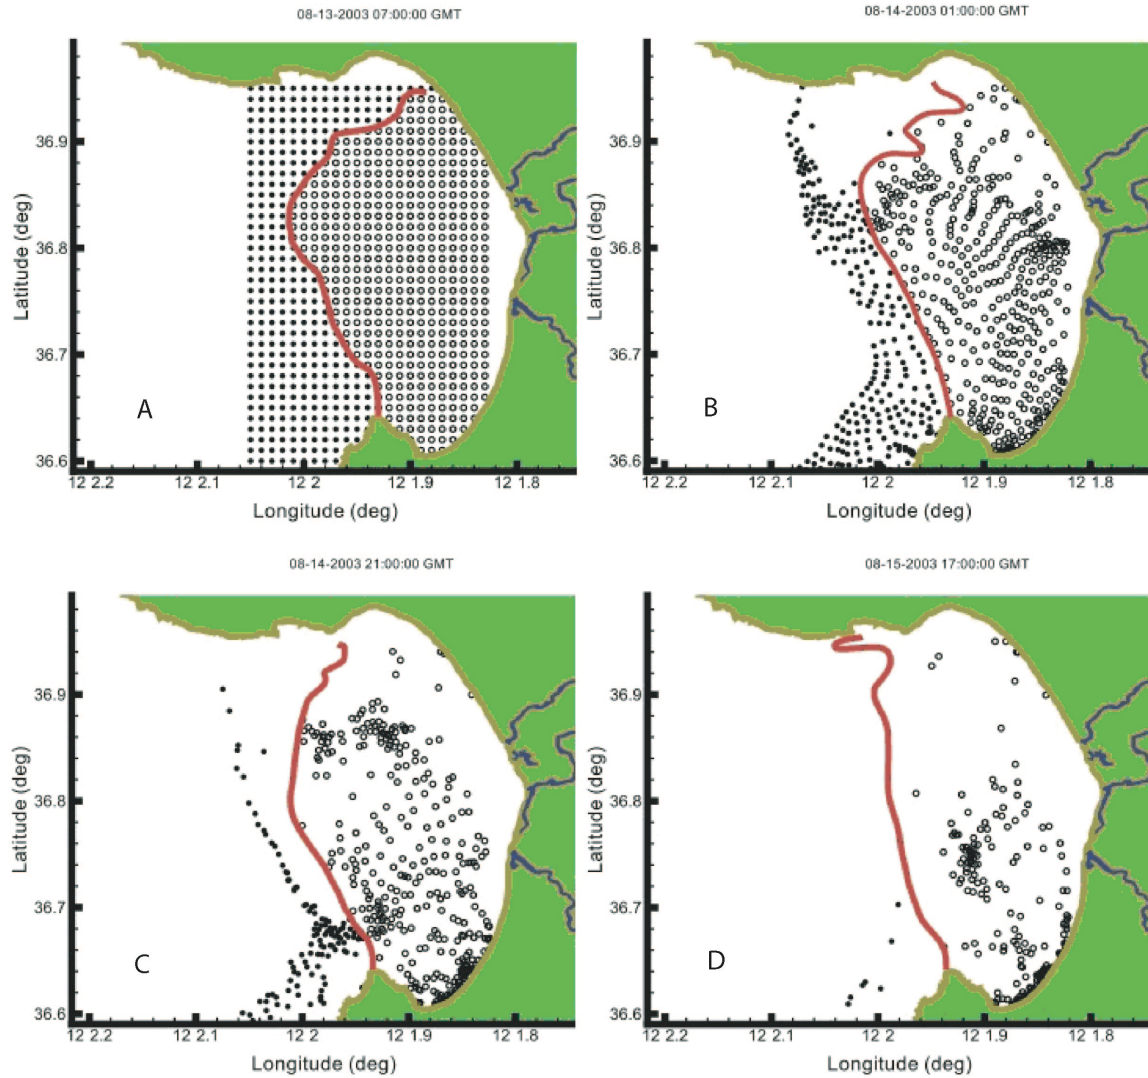 08-13-2003 07:00:00 GMT
36.9
36.8
36.7
36.6
Latitude (deg)
A
12 2.2 12 2.1 12 2 12 1.9 12 1.8
Longitude (deg)
08-14-2003 01:00:00 GMT
36.9
36.8
36.7
36.6
Latitude (deg)
B
12 2.2 12 2.1 12 2 12 1.9 12 1.8
Longitude (deg)
08-14-2003 21:00:00 GMT
36.9
36.8
36.7
36.6
Latitude (deg)
C
12 2.2 12 2.1 12 2 12 1.9 12 1.8
Longitude (deg)
08-15-2003 17:00:00 GMT
36.9
36.8
36.7
36.6
Latitude (deg)
D
12 2.2 12 2.1 12 2 12 1.9 12 1.8
Longitude (deg)